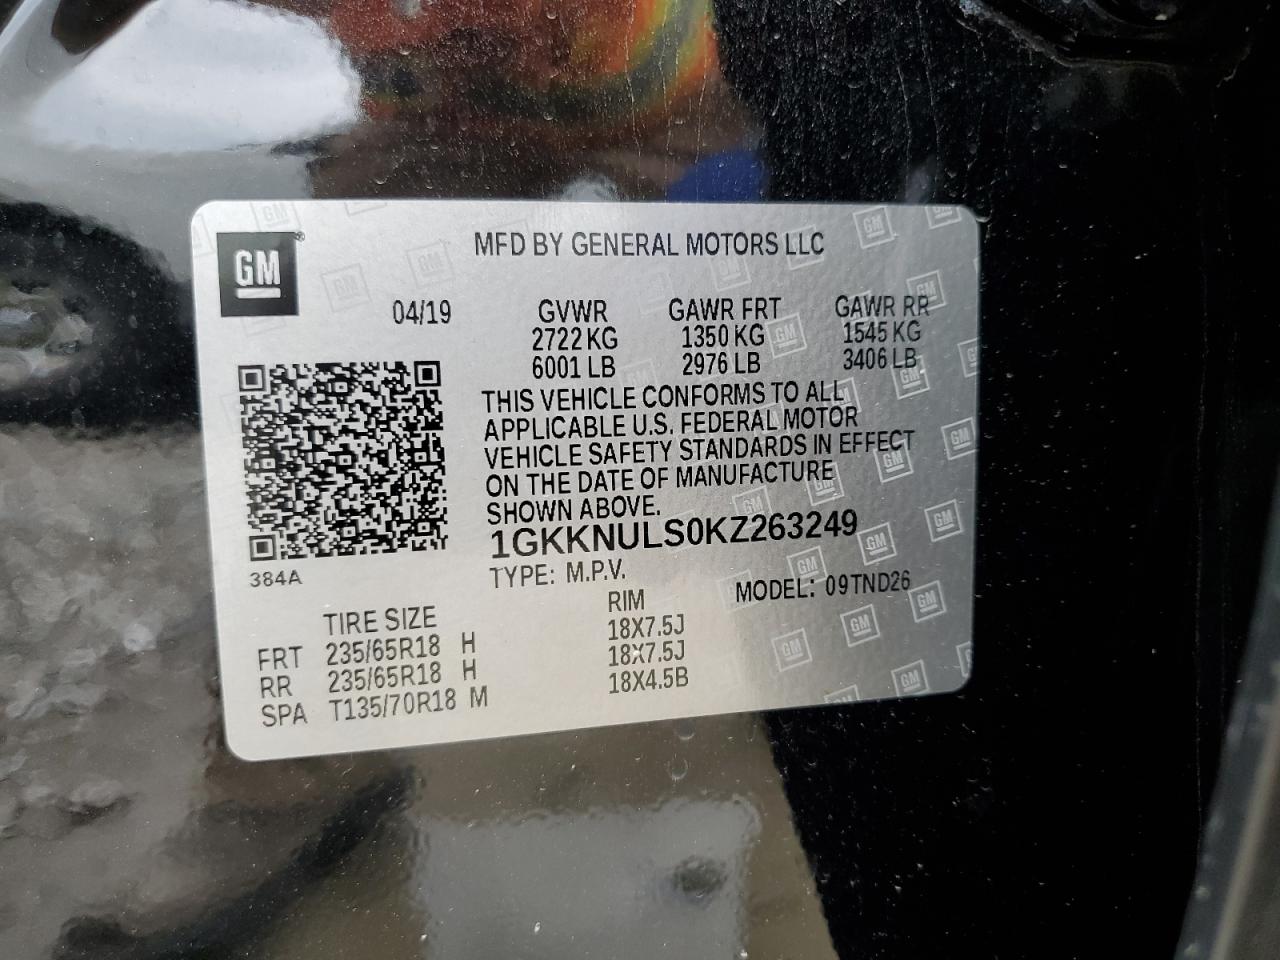 GM
MFD BY GENERAL MOTORS LLC
04/19 GVWR GAWR FRT GAWR RR
2722 KG 1350 KG 1545 KG
6001 LB 2976 LB 3406 LB
THIS VEHICLE CONFORMS TO ALL
APPLICABLE U.S. FEDERAL MOTOR
VEHICLE SAFETY STANDARDS IN EFFECT
ON THE DATE OF MANUFACTURE
SHOWN ABOVE.
1GKKNULS0KZ263249
384A
TYPE: M.P.V. MODEL: 09TND26
TIRE SIZE RIM
FRT 235/65R18 H 18X7.5J
RR 235/65R18 H 18X7.5J
SPA T135/70R18 M 18X4.5B